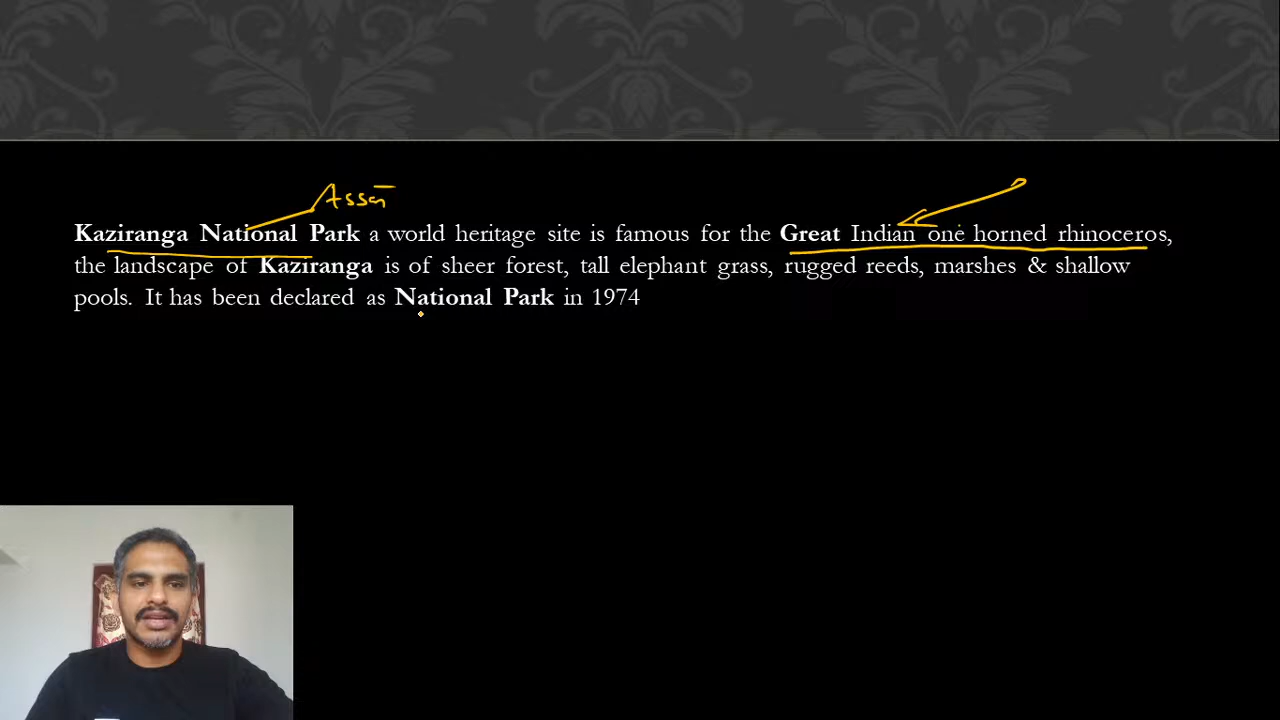 Assā
Kaziranga National Park a world heritage site is famous for the Great Indian one horned rhinoceros,
the landscape of Kaziranga is of sheer forest, tall elephant grass, rugged reeds, marshes & shallow
pools. It has been declared as National Park in 1974